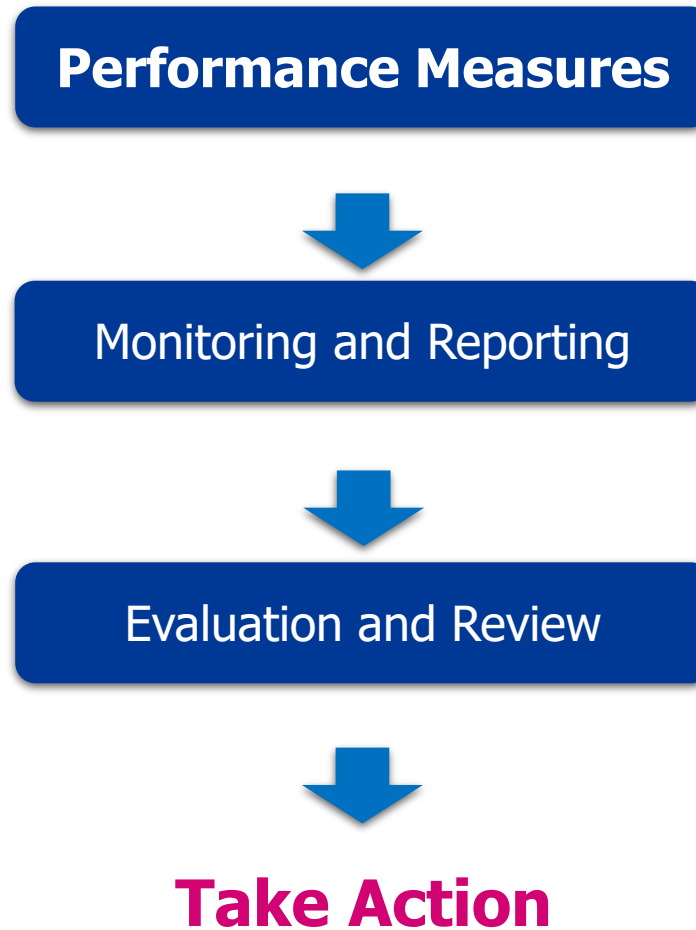 Performance Measures
Monitoring and Reporting
Evaluation and Review
Take Action